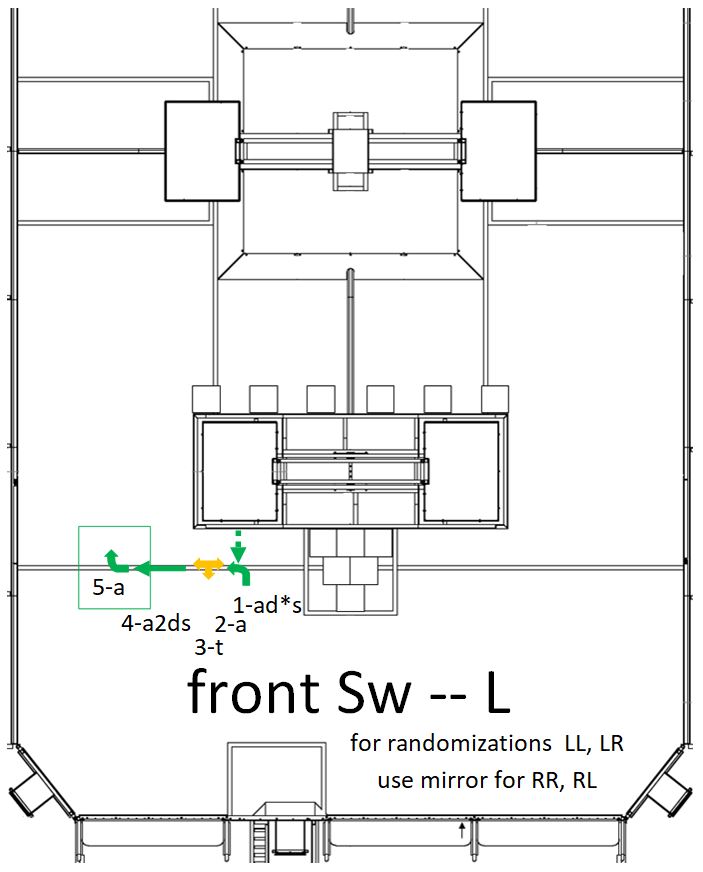 5-a
1-ad*s
4-a2ds
2-a
3-t
front Sw -- L
for randomizations  LL, LR
use mirror for RR, RL